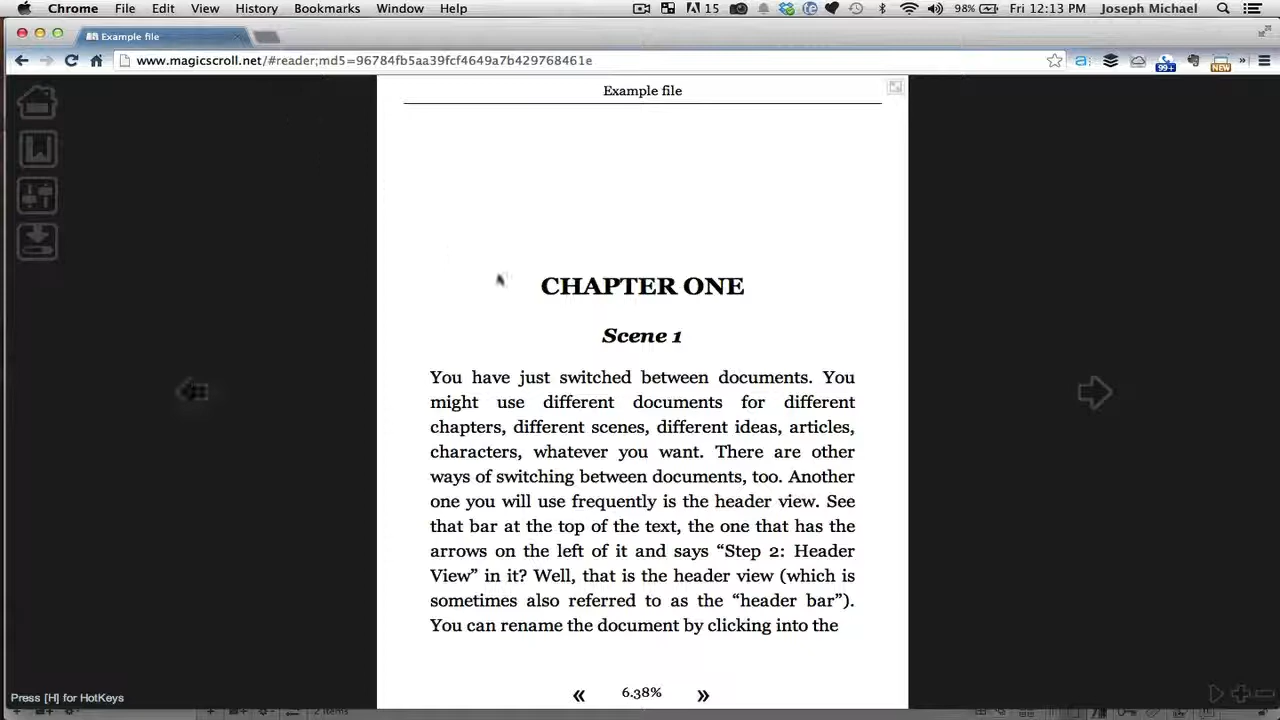 Chrome File Edit View History Bookmarks Window Help 15 98% Fri 12:13 PM Joseph Michael
Example file
www.magicscroll.net/#reader;md5=96784fb5aa39fcf4649a7b429768461e 99+ NEW
Example file
CHAPTER ONE
Scene 1
You have just switched between documents. You
might use different documents for different
chapters, different scenes, different ideas, articles,
characters, whatever you want. There are other
ways of switching between documents, too. Another
one you will use frequently is the header view. See
that bar at the top of the text, the one that has the
arrows on the left of it and says “Step 2: Header
View” in it? Well, that is the header view (which is
sometimes also referred to as the “header bar”).
You can rename the document by clicking into the
« 6.38% »
Press [H] for HotKeys
2 items